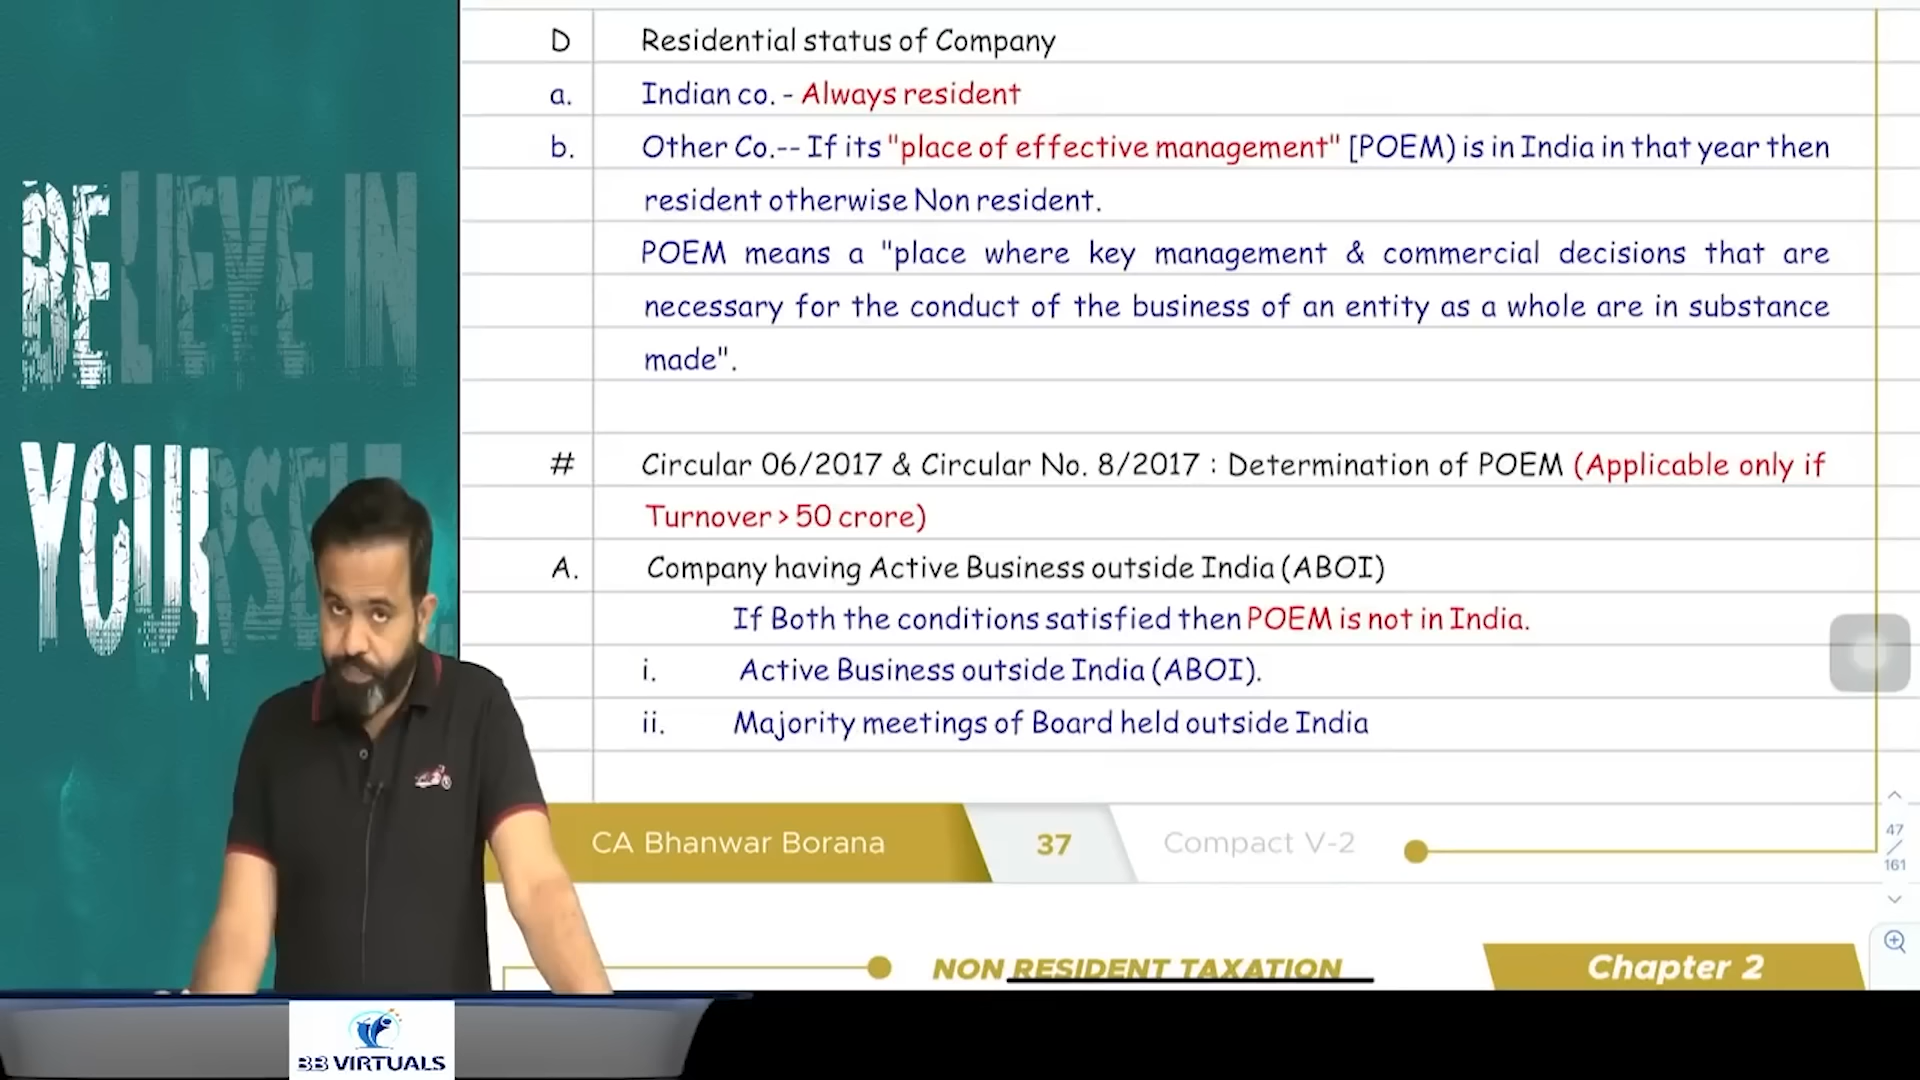 BELIEVE IN
YOURSELF.
D Residential status of Company
a. Indian co. - Always resident
b. Other Co.-- If its "place of effective management" [POEM) is in India in that year then
resident otherwise Non resident.
POEM means a "place where key management & commercial decisions that are
necessary for the conduct of the business of an entity as a whole are in substance
made".
# Circular 06/2017 & Circular No. 8/2017 : Determination of POEM (Applicable only if
Turnover > 50 crore)
A. Company having Active Business outside India (ABOI)
If Both the conditions satisfied then POEM is not in India.
i. Active Business outside India (ABOI).
ii. Majority meetings of Board held outside India
CA Bhanwar Borana 37 Compact V-2
47
/
161
NON RESIDENT TAXATION Chapter 2
BB VIRTUALS